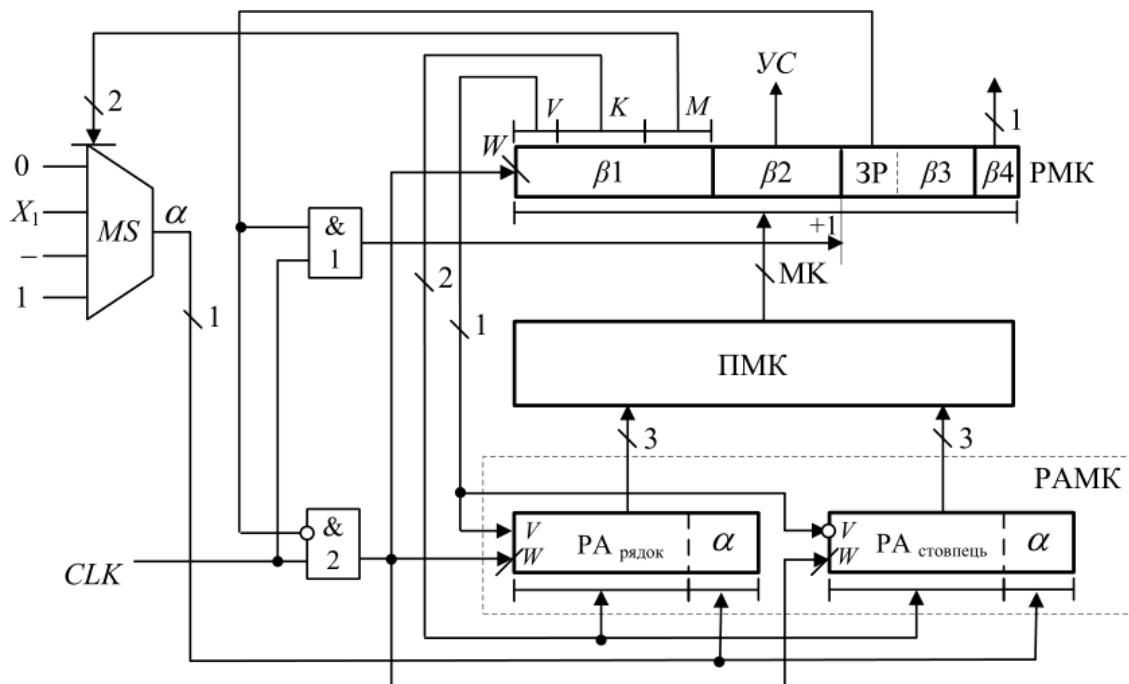 УС
2
V K M
1
0
W
β1 β2 ЗР β3 β4
РМК
X₁
MS
α
&
1
+1
–
2
МК
1
1
1
ПМК
3
3
РАМК
&
2
V
W
РА рядок
α
V
W
РА стовпець
α
CLK